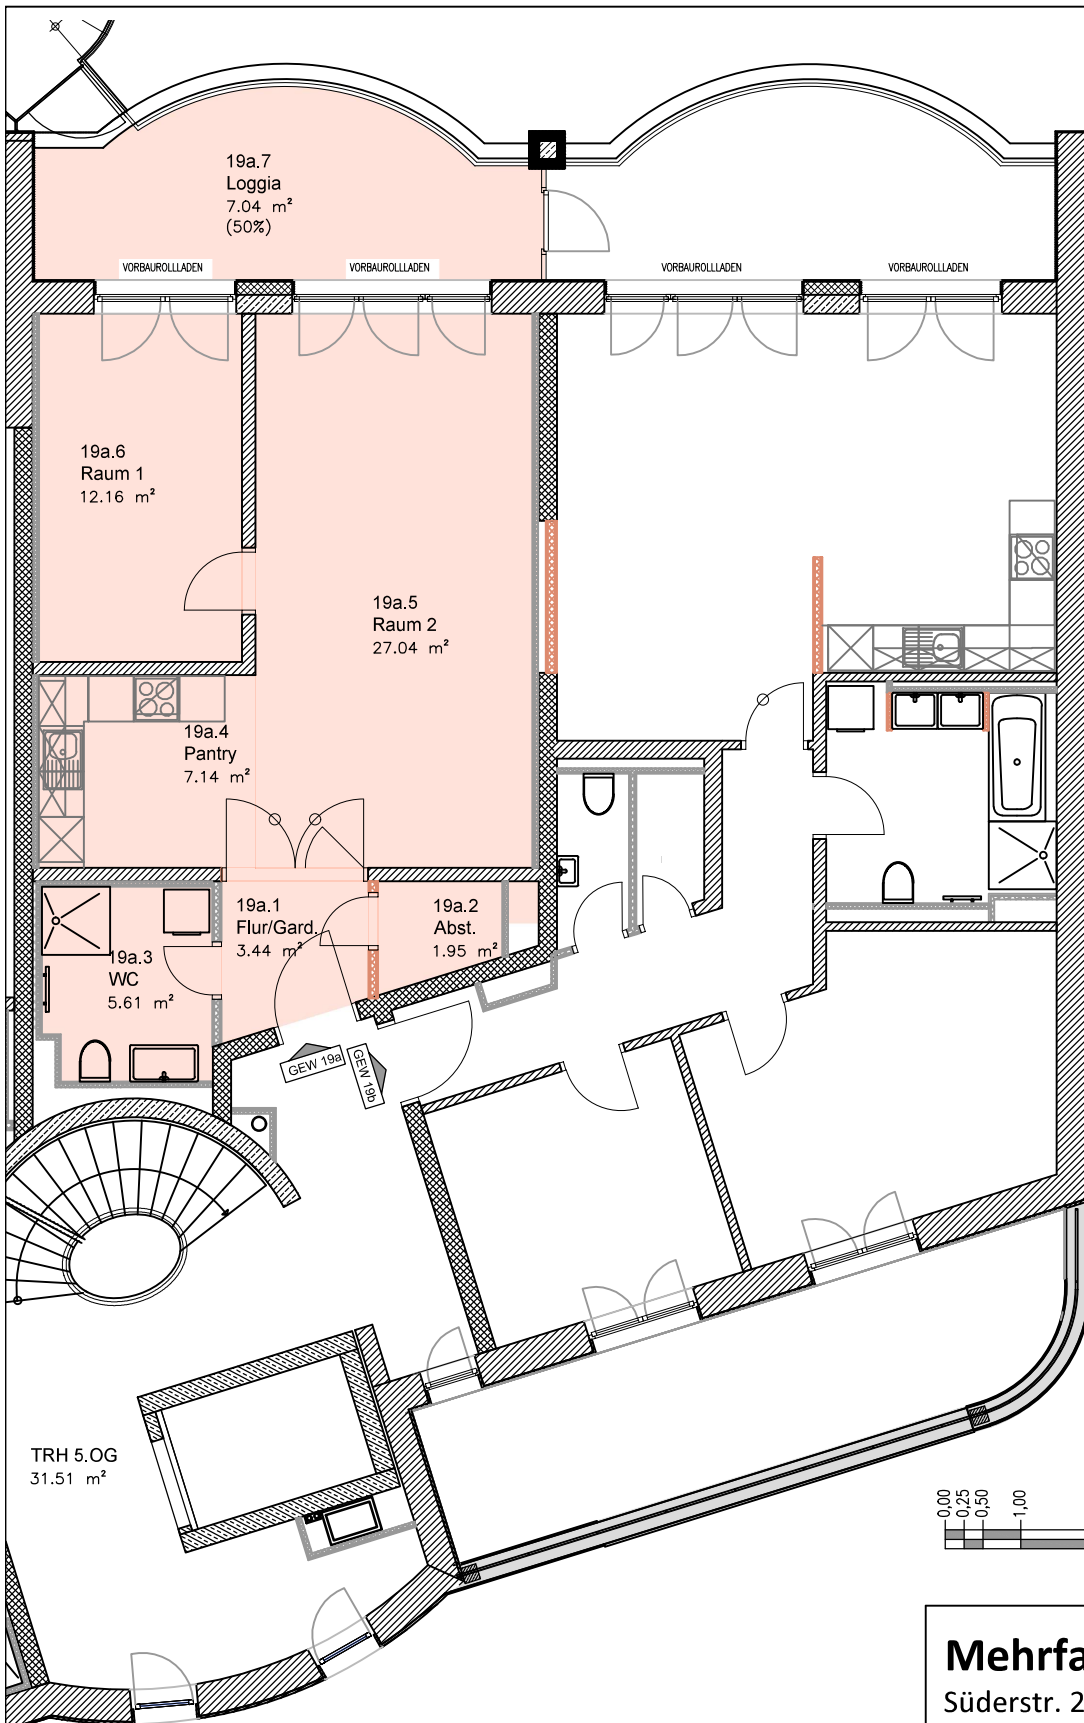 19a.7
Loggia
7.04 m²
(50%)
VORBAUROLLLADEN
VORBAUROLLLADEN
VORBAUROLLLADEN
VORBAUROLLLADEN
19a.6
Raum 1
12.16 m²
19a.5
Raum 2
27.04 m²
19a.4
Pantry
7.14 m²
19a.1
Flur/Gard.
3.44 m²
19a.2
Abst.
1.95 m²
19a.3
WC
5.61 m²
GEW 19a
GEW 19b
TRH 5.OG
31.51 m²
0,00
0,25
0,50
1,00
Mehrfa
Süderstr. 2